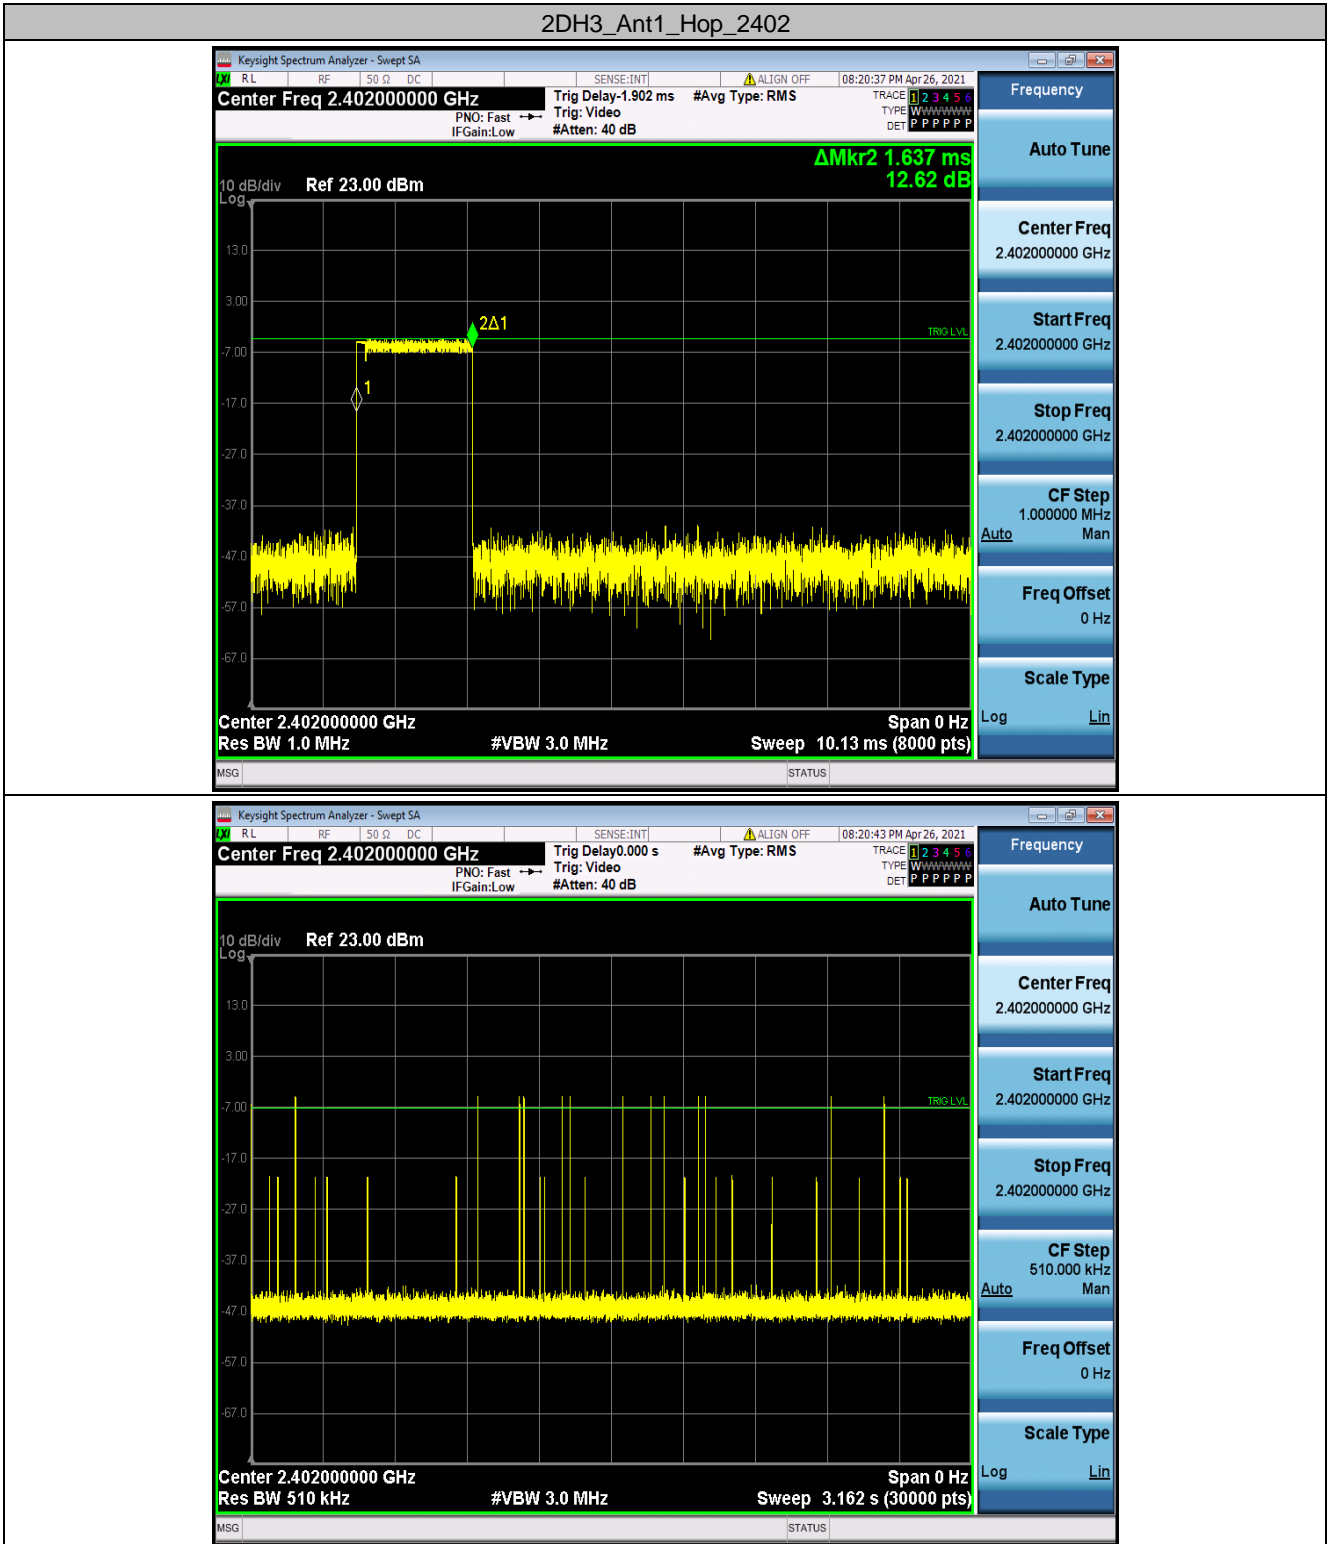 2DH3_Ant1_Hop_2402
Keysight Spectrum Analyzer - Swept SA
LXI RL RF 50 Ω DC SENSE:INT ALIGN OFF 08:20:37 PM Apr 26, 2021
Center Freq 2.402000000 GHz
PNO: Fast
IFGain:Low
Trig Delay-1.902 ms
Trig: Video
#Atten: 40 dB
#Avg Type: RMS
TRACE 1 2 3 4 5 6
TYPE WWWWWW
DET P P P P P P
ΔMkr2 1.637 ms
12.62 dB
10 dB/div Ref 23.00 dBm
Log
13.0
3.00
2Δ1
TRIG LVL
-7.00
1
-17.0
-27.0
-37.0
-47.0
-57.0
-67.0
Center 2.402000000 GHz Span 0 Hz
Res BW 1.0 MHz #VBW 3.0 MHz Sweep 10.13 ms (8000 pts)
MSG STATUS
Frequency
Auto Tune
Center Freq
2.402000000 GHz
Start Freq
2.402000000 GHz
Stop Freq
2.402000000 GHz
CF Step
1.000000 MHz
Auto Man
Freq Offset
0 Hz
Scale Type
Log Lin
Keysight Spectrum Analyzer - Swept SA
LXI RL RF 50 Ω DC SENSE:INT ALIGN OFF 08:20:43 PM Apr 26, 2021
Center Freq 2.402000000 GHz
PNO: Fast
IFGain:Low
Trig Delay0.000 s
Trig: Video
#Atten: 40 dB
#Avg Type: RMS
TRACE 1 2 3 4 5 6
TYPE WWWWWW
DET P P P P P P
10 dB/div Ref 23.00 dBm
Log
13.0
3.00
-7.00
TRIG LVL
-17.0
-27.0
-37.0
-47.0
-57.0
-67.0
Center 2.402000000 GHz Span 0 Hz
Res BW 510 kHz #VBW 3.0 MHz Sweep 3.162 s (30000 pts)
MSG STATUS
Frequency
Auto Tune
Center Freq
2.402000000 GHz
Start Freq
2.402000000 GHz
Stop Freq
2.402000000 GHz
CF Step
510.000 kHz
Auto Man
Freq Offset
0 Hz
Scale Type
Log Lin